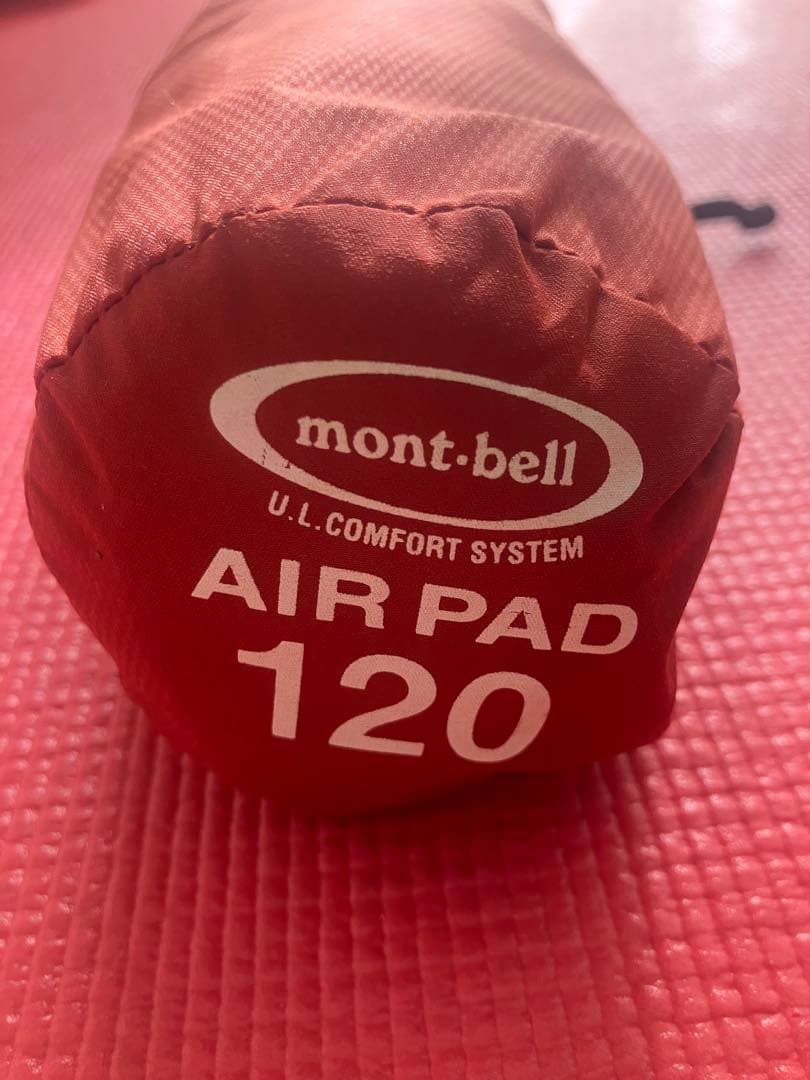 mont-bell
U.L.COMFORT SYSTEM
AIR PAD
120